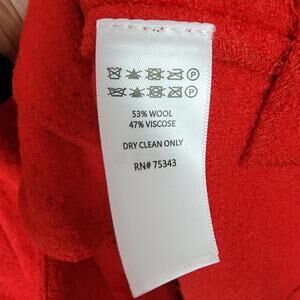 53% WOOL
47% VISCOSE
DRY CLEAN ONLY
RN# 75343